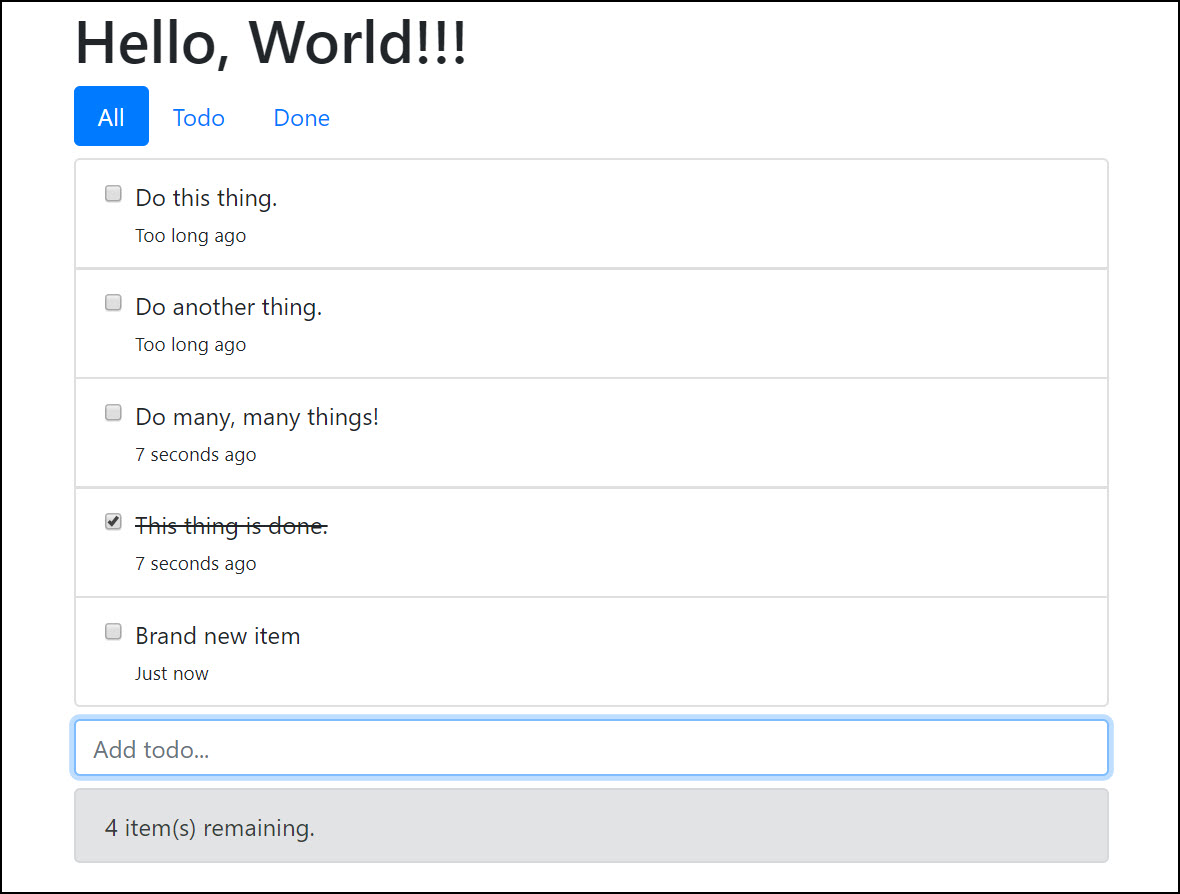 Hello, World!!!
All Todo Done
Do this thing.
Too long ago
Do another thing.
Too long ago
Do many, many things!
7 seconds ago
This thing is done.
7 seconds ago
Brand new item
Just now
Add todo...
4 item(s) remaining.